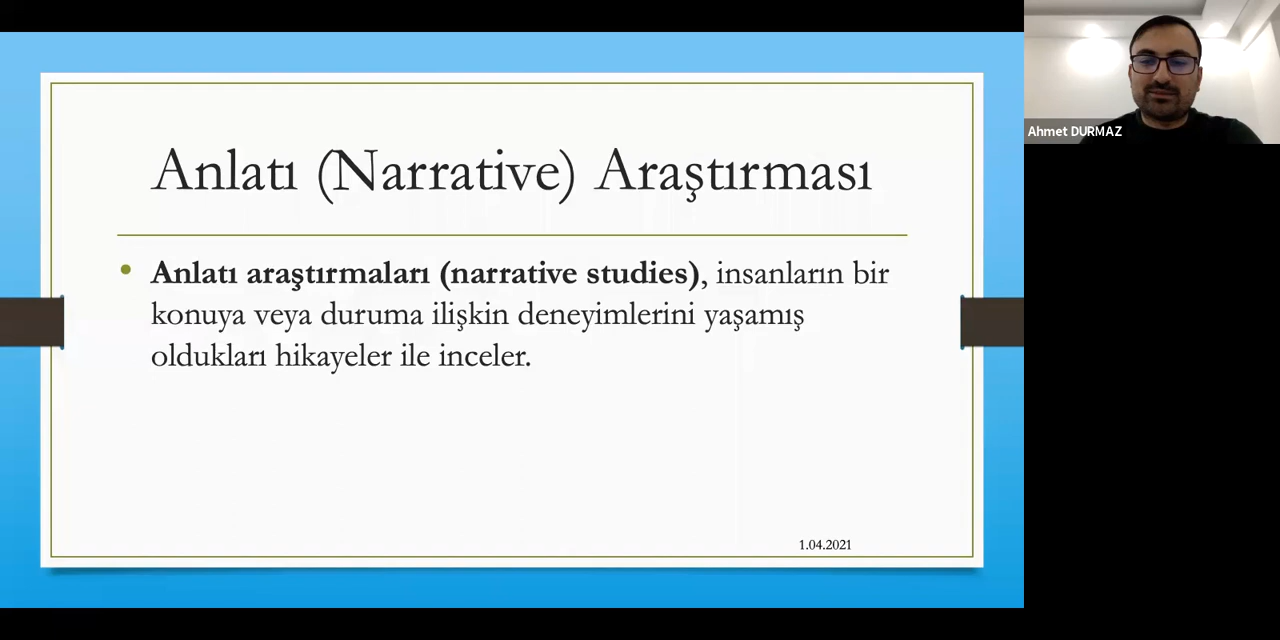 Anlatı (Narrative) Araştırması
Anlatı araştırmaları (narrative studies), insanların bir
konuya veya duruma ilişkin deneyimlerini yaşamış
oldukları hikayeler ile inceler.
1.04.2021
Ahmet DURMAZ